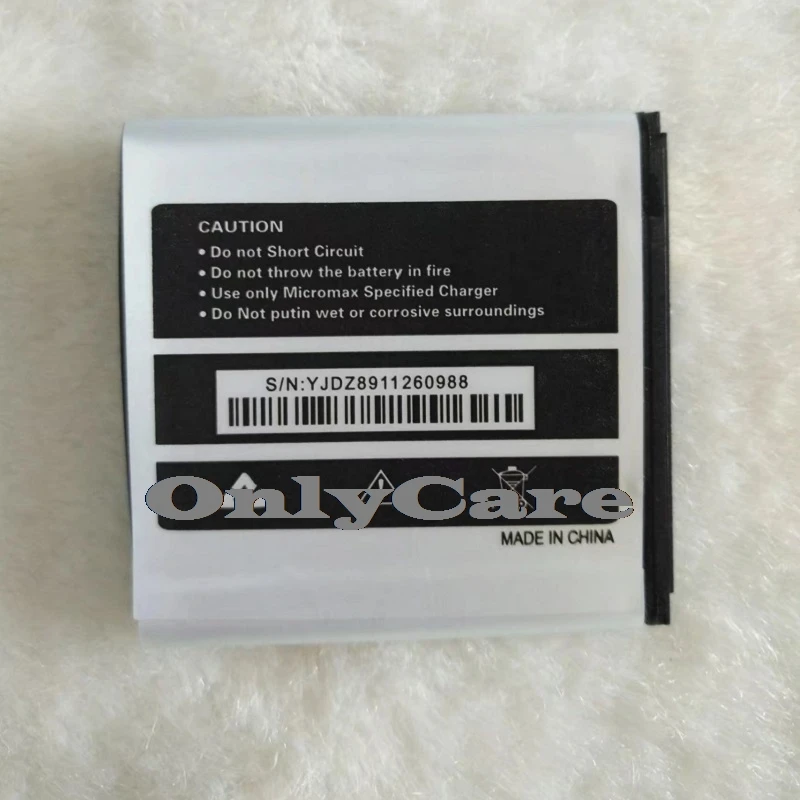 CAUTION
• Do not Short Circuit
• Do not throw the battery in fire
• Use only Micromax Specified Charger
• Do Not putin wet or corrosive surroundings
S/N:YJDZ8911260988
OnlyCare
MADE IN CHINA